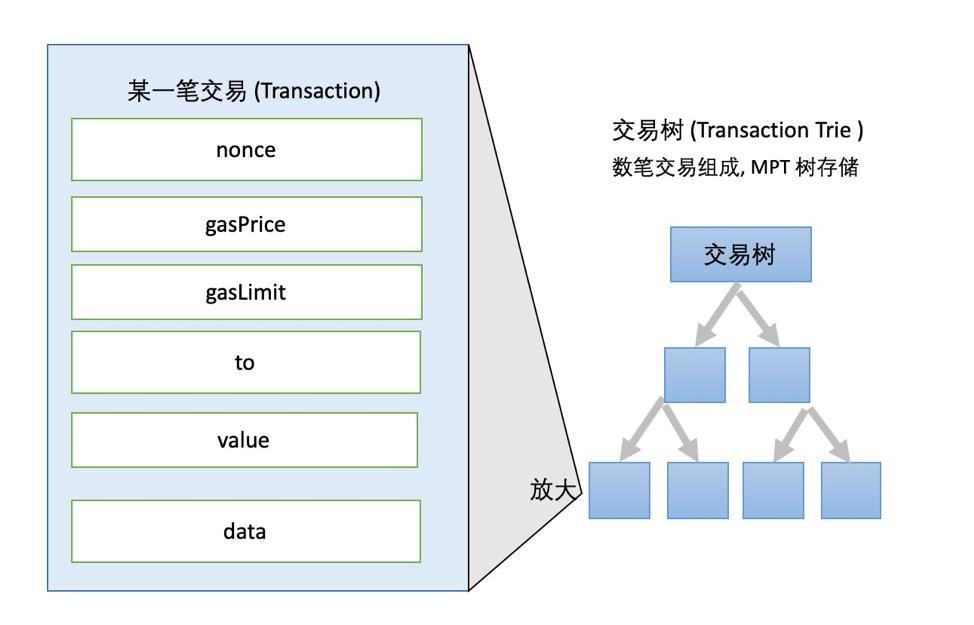 某一笔交易 (Transaction)
nonce
gasPrice
gasLimit
to
value
data
放大
交易树 (Transaction Trie )
数笔交易组成, MPT 树存储
交易树